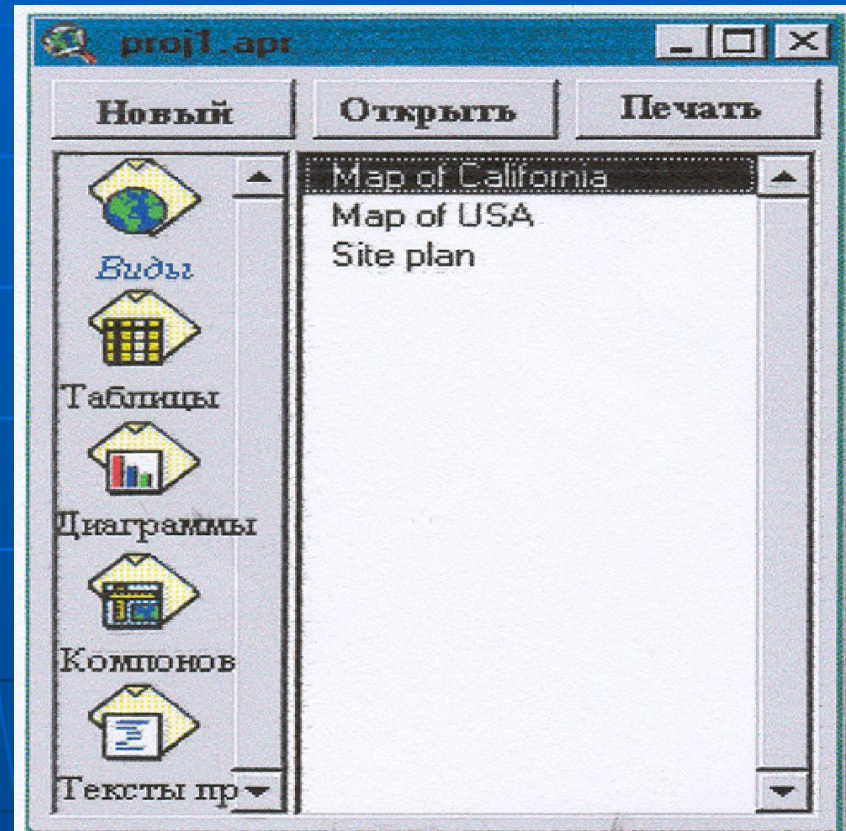 proj1.apr
Новый Открыть Печать
Виды
Таблицы
Диаграммы
Компонов
Тексты пр
Map of California
Map of USA
Site plan